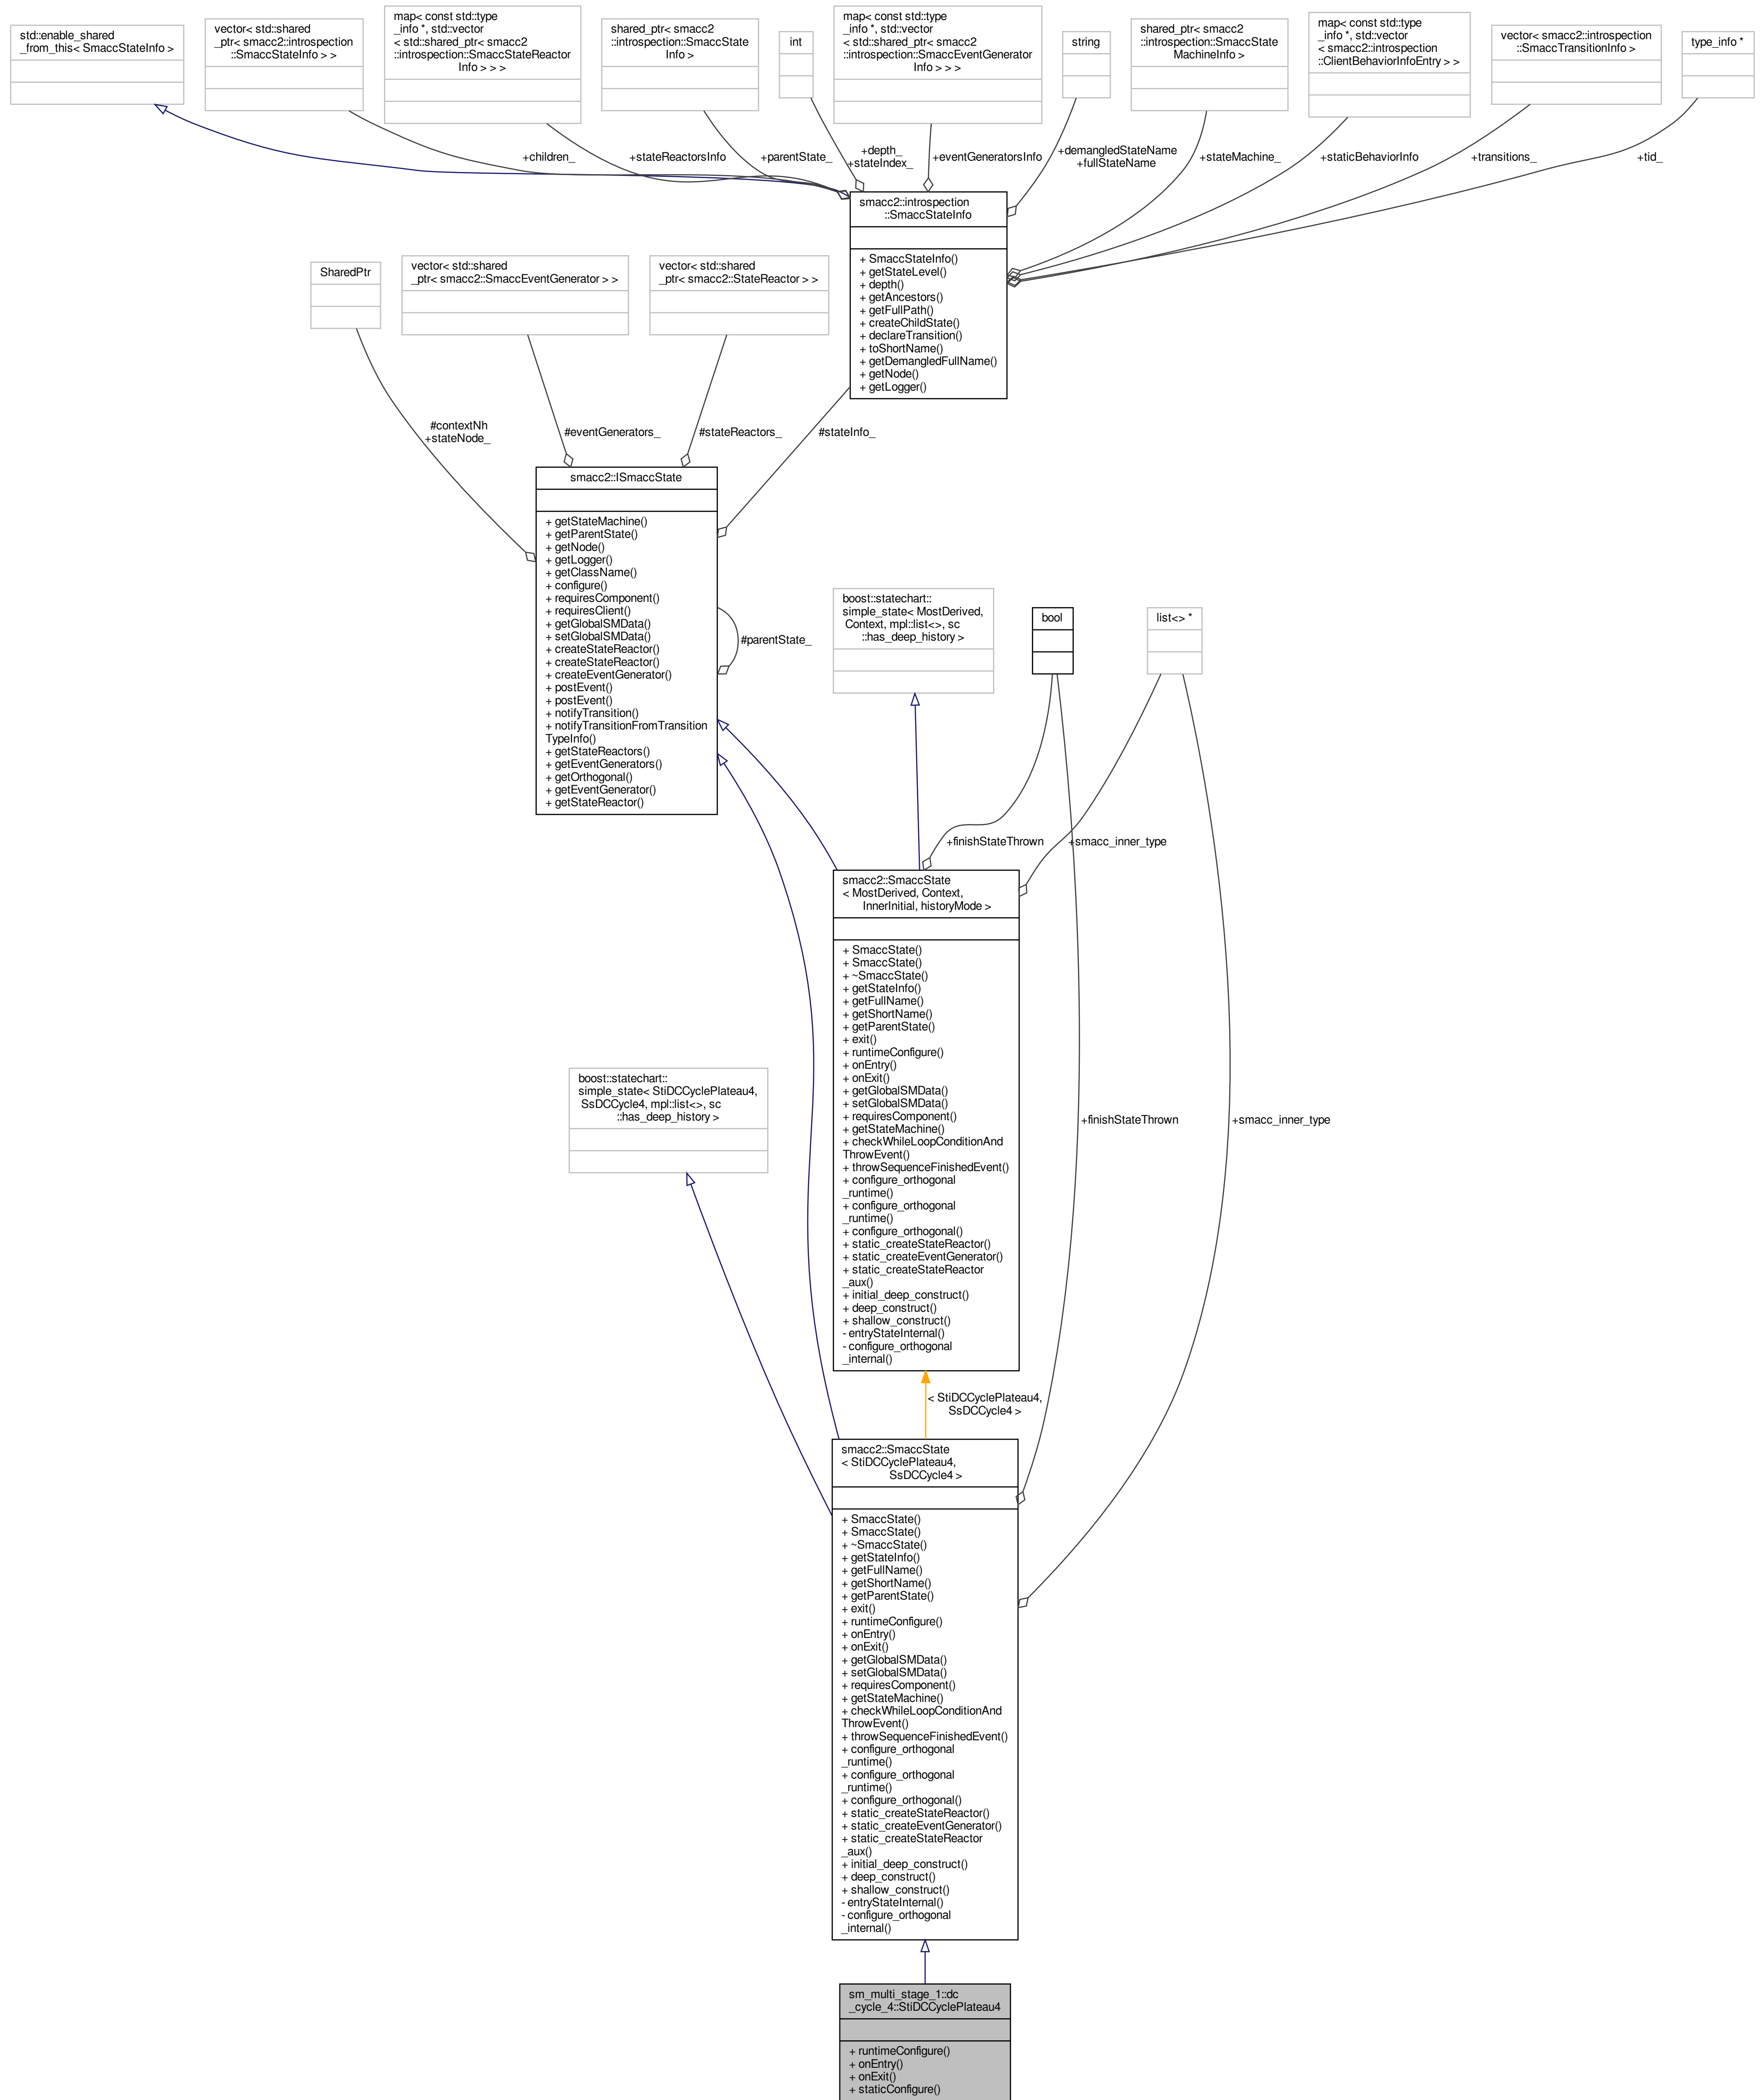 std::enable_shared
_from_this< SmaccStateInfo >
vector< std::shared
_ptr< smacc2::introspection
::SmaccStateInfo > >
map< const std::type
_info *, std::vector
< std::shared_ptr< smacc2
::introspection::SmaccStateReactor
Info > > >
shared_ptr< smacc2
::introspection::SmaccState
Info >
int
map< const std::type
_info *, std::vector
< std::shared_ptr< smacc2
::introspection::SmaccEventGenerator
Info > > >
string
shared_ptr< smacc2
::introspection::SmaccState
MachineInfo >
map< const std::type
_info *, std::vector
< smacc2::introspection
::ClientBehaviorInfoEntry > >
vector< smacc2::introspection
::SmaccTransitionInfo >
type_info *
+children_
+stateReactorsInfo
+parentState_
+depth_
+stateIndex_
+eventGeneratorsInfo
+demangledStateName
+fullStateName
+stateMachine_
+staticBehaviorInfo
+transitions_
+tid_
smacc2::introspection
::SmaccStateInfo
+ SmaccStateInfo()
+ getStateLevel()
+ depth()
+ getAncestors()
+ getFullPath()
+ createChildState()
+ declareTransition()
+ toShortName()
+ getDemangledFullName()
+ getNode()
+ getLogger()
SharedPtr
vector< std::shared
_ptr< smacc2::SmaccEventGenerator > >
vector< std::shared
_ptr< smacc2::StateReactor > >
#contextNh
+stateNode_
#eventGenerators_
#stateReactors_
#stateInfo_
smacc2::ISmaccState
+ getStateMachine()
+ getParentState()
+ getNode()
+ getLogger()
+ getClassName()
+ configure()
+ requiresComponent()
+ requiresClient()
+ getGlobalSMData()
+ setGlobalSMData()
+ createStateReactor()
+ createStateReactor()
+ createEventGenerator()
+ postEvent()
+ postEvent()
+ notifyTransition()
+ notifyTransitionFromTransition
TypeInfo()
+ getStateReactors()
+ getEventGenerators()
+ getOrthogonal()
+ getEventGenerator()
+ getStateReactor()
#parentState_
boost::statechart::
simple_state< MostDerived,
Context, mpl::list<>, sc
::has_deep_history >
bool
list<> *
+finishStateThrown
+smacc_inner_type
smacc2::SmaccState
< MostDerived, Context,
InnerInitial, historyMode >
+ SmaccState()
+ SmaccState()
+ ~SmaccState()
+ getStateInfo()
+ getFullName()
+ getShortName()
+ getParentState()
+ exit()
+ runtimeConfigure()
+ onEntry()
+ onExit()
+ getGlobalSMData()
+ setGlobalSMData()
+ requiresComponent()
+ getStateMachine()
+ checkWhileLoopConditionAnd
ThrowEvent()
+ throwSequenceFinishedEvent()
+ configure_orthogonal
_runtime()
+ configure_orthogonal
_runtime()
+ configure_orthogonal()
+ static_createStateReactor()
+ static_createEventGenerator()
+ static_createStateReactor
_aux()
+ initial_deep_construct()
+ deep_construct()
+ shallow_construct()
- entryStateInternal()
- configure_orthogonal
_internal()
boost::statechart::
simple_state< StiDCCyclePlateau4,
SsDCCycle4, mpl::list<>, sc
::has_deep_history >
+finishStateThrown
+smacc_inner_type
< StiDCCyclePlateau4,
SsDCCycle4 >
smacc2::SmaccState
< StiDCCyclePlateau4,
SsDCCycle4 >
+ SmaccState()
+ SmaccState()
+ ~SmaccState()
+ getStateInfo()
+ getFullName()
+ getShortName()
+ getParentState()
+ exit()
+ runtimeConfigure()
+ onEntry()
+ onExit()
+ getGlobalSMData()
+ setGlobalSMData()
+ requiresComponent()
+ getStateMachine()
+ checkWhileLoopConditionAnd
ThrowEvent()
+ throwSequenceFinishedEvent()
+ configure_orthogonal
_runtime()
+ configure_orthogonal
_runtime()
+ configure_orthogonal()
+ static_createStateReactor()
+ static_createEventGenerator()
+ static_createStateReactor
_aux()
+ initial_deep_construct()
+ deep_construct()
+ shallow_construct()
- entryStateInternal()
- configure_orthogonal
_internal()
sm_multi_stage_1::dc
_cycle_4::StiDCCyclePlateau4
+ runtimeConfigure()
+ onEntry()
+ onExit()
+ staticConfigure()